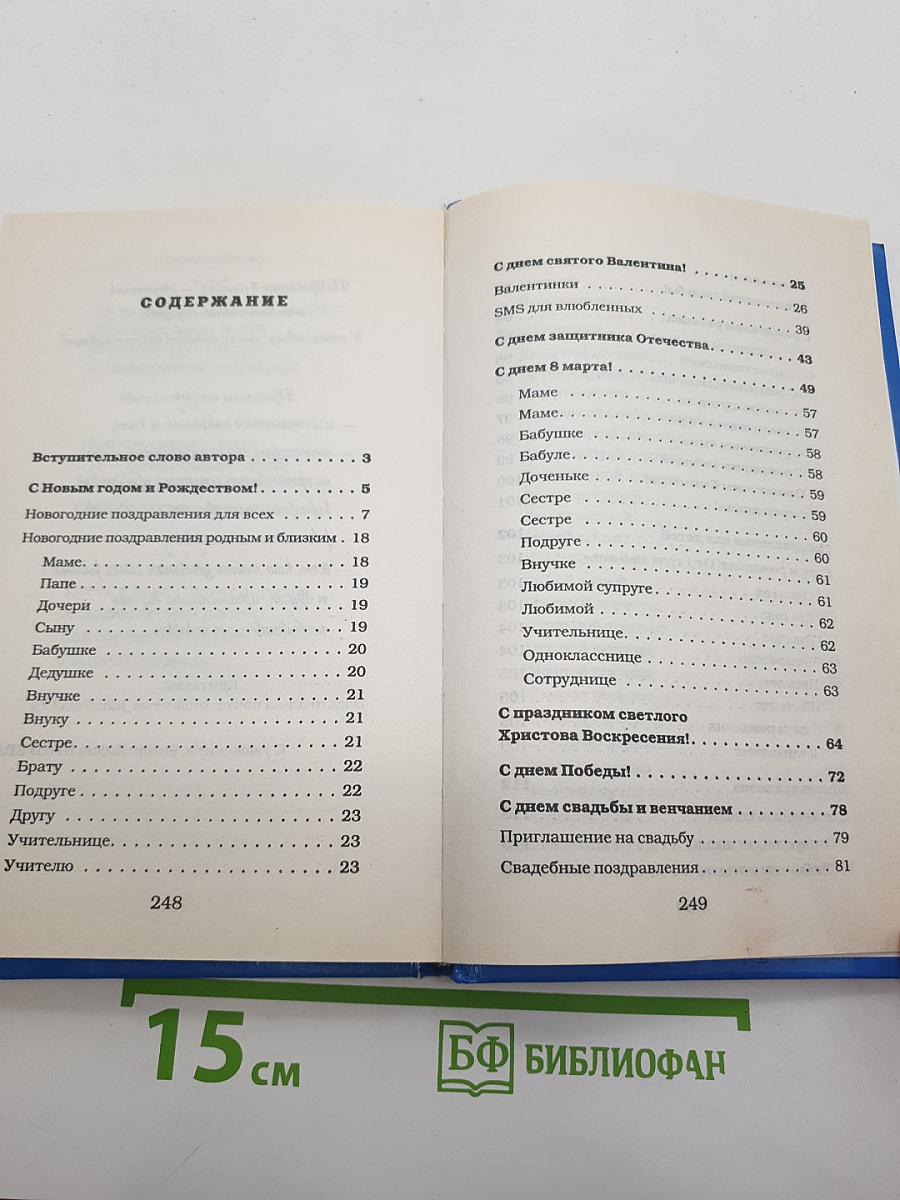 СОДЕРЖАНИЕ
Вступительное слово автора . . . . . . . . . . 3
С Новым годом и Рождеством! . . . . . . . . . 5
Новогодние поздравления для всех . . . . . . . 7
Новогодние поздравления родным и близким . 18
Маме . . . . . . . . . . . . . . . . . . . . 18
Папе . . . . . . . . . . . . . . . . . . . . 19
Дочери . . . . . . . . . . . . . . . . . . . 19
Сыну . . . . . . . . . . . . . . . . . . . . 19
Бабушке . . . . . . . . . . . . . . . . . . 20
Дедушке . . . . . . . . . . . . . . . . . . 20
Внучке . . . . . . . . . . . . . . . . . . . 21
Внуку . . . . . . . . . . . . . . . . . . . 21
Сестре . . . . . . . . . . . . . . . . . . . 21
Брату . . . . . . . . . . . . . . . . . . . 22
Подруге . . . . . . . . . . . . . . . . . . 22
Другу . . . . . . . . . . . . . . . . . . . 23
Учительнице . . . . . . . . . . . . . . . . 23
Учителю . . . . . . . . . . . . . . . . . . 23
248
С днем святого Валентина! . . . . . . . . . 25
Валентинки . . . . . . . . . . . . . . . . . 26
SMS для влюбленных . . . . . . . . . . . . 39
С днем защитника Отечества . . . . . . . . 43
С днем 8 марта! . . . . . . . . . . . . . . 49
Маме . . . . . . . . . . . . . . . . . . . . 57
Маме . . . . . . . . . . . . . . . . . . . . 57
Бабушке . . . . . . . . . . . . . . . . . . 58
Бабуле . . . . . . . . . . . . . . . . . . . 58
Доченьке . . . . . . . . . . . . . . . . . . 59
Сестре . . . . . . . . . . . . . . . . . . . 59
Сестре . . . . . . . . . . . . . . . . . . . 60
Подруге . . . . . . . . . . . . . . . . . . 60
Внучке . . . . . . . . . . . . . . . . . . . 61
Любимой супруге . . . . . . . . . . . . . . 61
Любимой . . . . . . . . . . . . . . . . . . 62
Учительнице . . . . . . . . . . . . . . . . 62
Однокласснице . . . . . . . . . . . . . . . 63
Сотруднице . . . . . . . . . . . . . . . . . 63
С праздником светлого
Христова Воскресения! . . . . . . . . . . . 64
С днем Победы! . . . . . . . . . . . . . . . 72
С днем свадьбы и венчанием . . . . . . . . 78
Приглашение на свадьбу . . . . . . . . . . . 79
Свадебные поздравления . . . . . . . . . . . 81
249
15 см
БФ БИБЛИОФАН